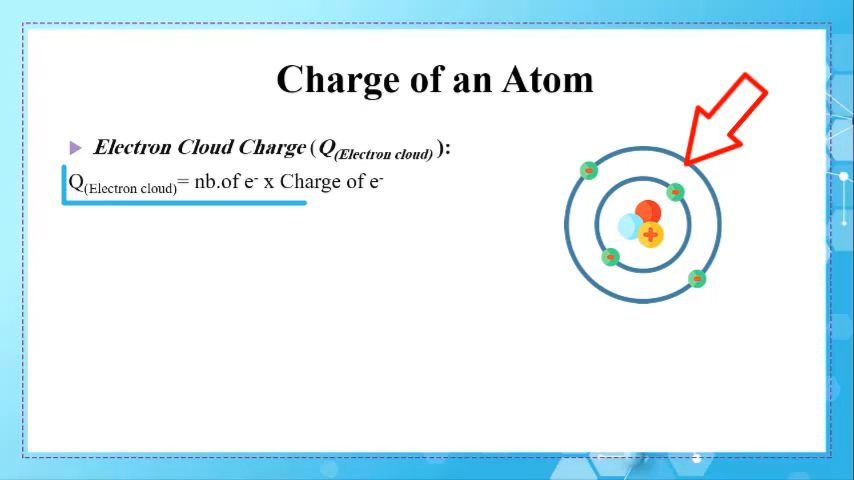 Charge of an Atom
Electron Cloud Charge (Q(Electron cloud) ):
Q(Electron cloud)= nb.of e- x Charge of e-